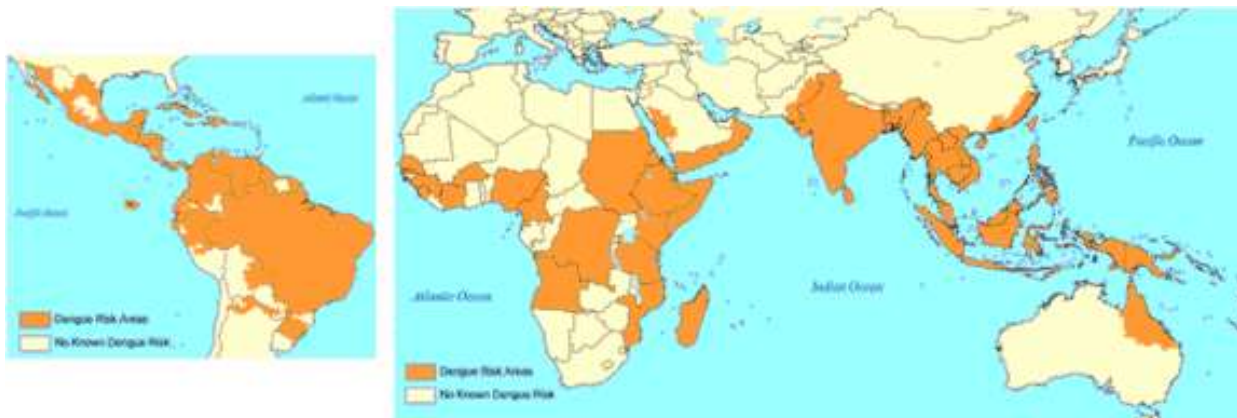 Atlantic Ocean
Pacific Ocean
Dengue Risk Areas
No Known Dengue Risk
Pacific Ocean
Atlantic Ocean
Indian Ocean
Dengue Risk Areas
No Known Dengue Risk